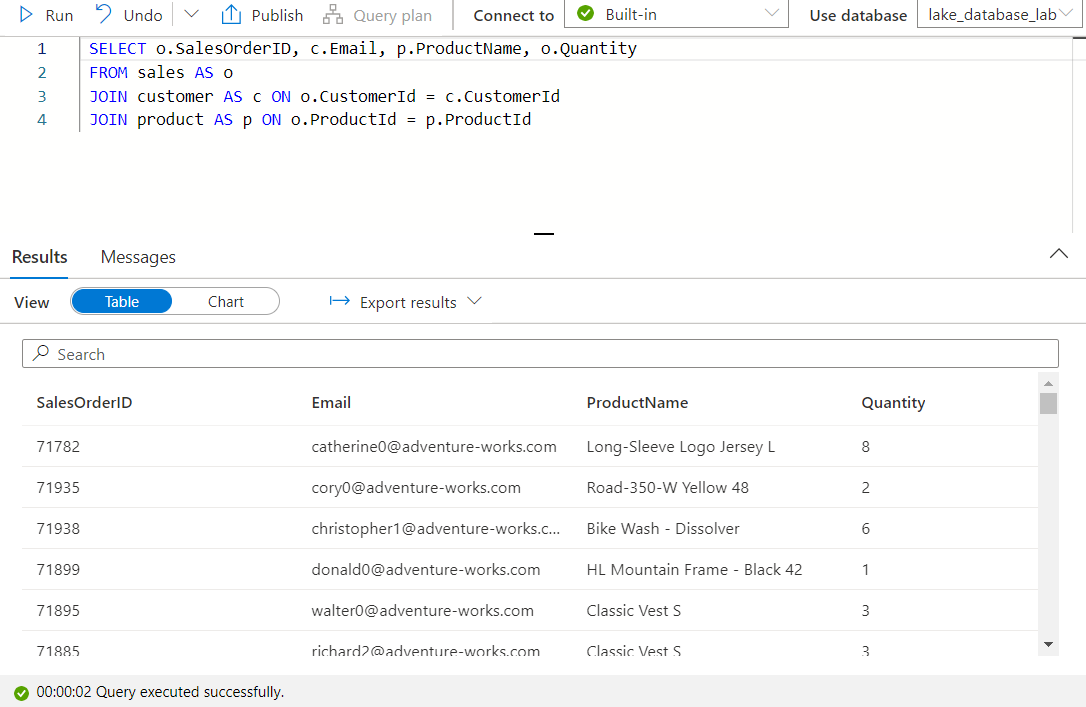 Run Undo Publish Query plan Connect to Built-in Use database lake_database_lab
1 SELECT o.SalesOrderID, c.Email, p.ProductName, o.Quantity
2 FROM sales AS o
3 JOIN customer AS c ON o.CustomerId = c.CustomerId
4 JOIN product AS p ON o.ProductId = p.ProductId
Results Messages
View Table Chart Export results
Search
SalesOrderID Email ProductName Quantity
71782 catherine0@adventure-works.com Long-Sleeve Logo Jersey L 8
71935 cory0@adventure-works.com Road-350-W Yellow 48 2
71938 christopher1@adventure-works.c... Bike Wash - Dissolver 6
71899 donald0@adventure-works.com HL Mountain Frame - Black 42 1
71895 walter0@adventure-works.com Classic Vest S 3
71885 richard2@adventure-works.com Classic Vest S 3
00:00:02 Query executed successfully.